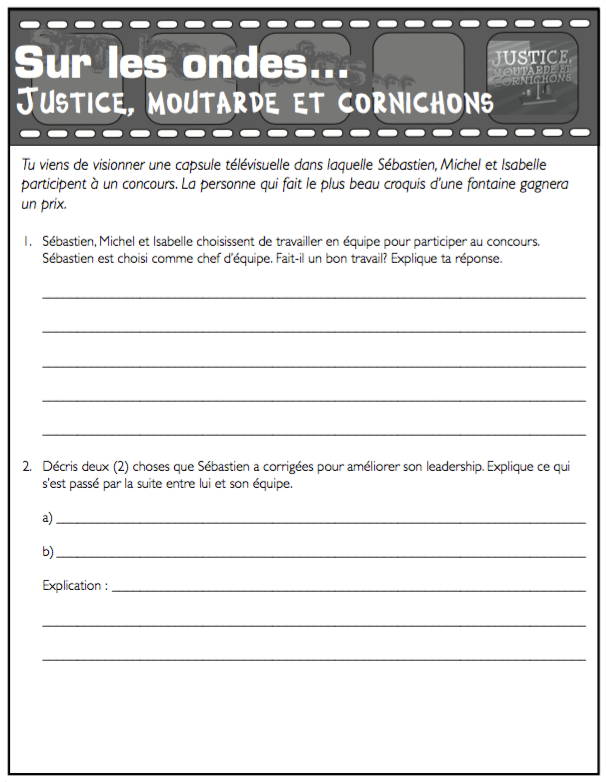 Sur les ondes...
JUSTICE, MOUTARDE ET CORNICHONS
JUSTICE,
MOUTARDE ET
CORNICHONS
Tu viens de visionner une capsule télévisuelle dans laquelle Sébastien, Michel et Isabelle
participent à un concours. La personne qui fait le plus beau croquis d'une fontaine gagnera
un prix.
1. Sébastien, Michel et Isabelle choisissent de travailler en équipe pour participer au concours.
Sébastien est choisi comme chef d'équipe. Fait-il un bon travail? Explique ta réponse.
2. Décris deux (2) choses que Sébastien a corrigées pour améliorer son leadership. Explique ce qui
s'est passé par la suite entre lui et son équipe.
a)
b)
Explication :